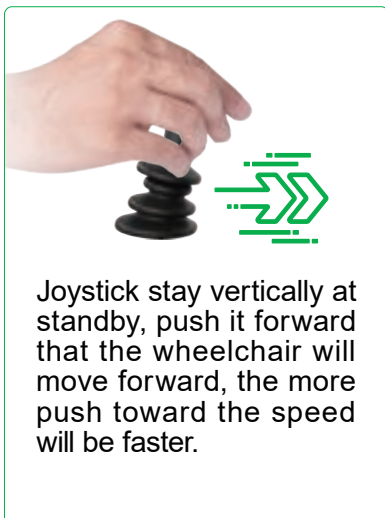 Joystick stay vertically at
standby, push it forward
that the wheelchair will
move forward, the more
push toward the speed
will be faster.